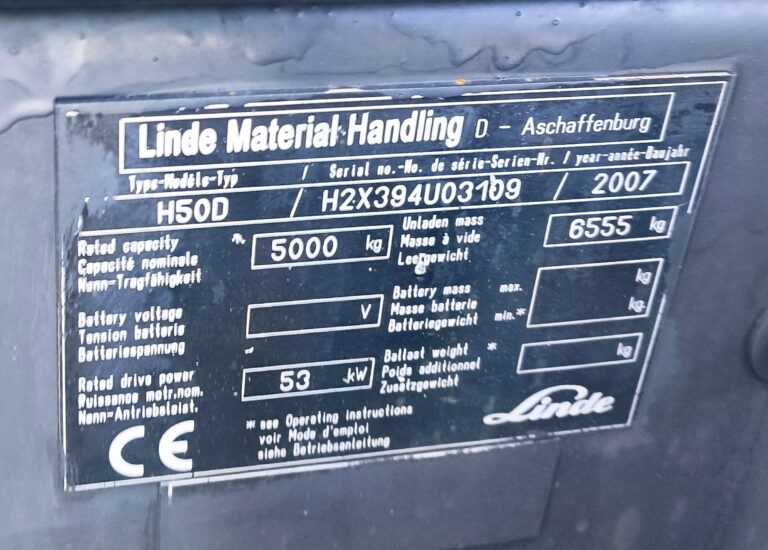 Linde Material Handling D - Aschaffenburg
Type-Modèle-Typ / Serial no.-No. de série-Serien-Nr. / year-année-Baujahr
H50D / H2X394U03109 / 2007
Rated capacity
Capacité nominale
Nenn-Tragfähigkeit
5000 kg
Unladen mass
Masse à vide
Leergewicht
6555 kg
Battery voltage
Tension batterie
Batteriespannung
V
Battery mass max.
Masse batterie
Batteriegewicht min.*
kg
kg
Rated drive power
Puissance motr.nom.
Nenn-Antriebsleist.
53 kW
Ballast weight *
Poids additionnel
Zusatzgewicht
kg
CE
* see Operating instructions
voir Mode d'emploi
siehe Betriebsanleitung
Linde